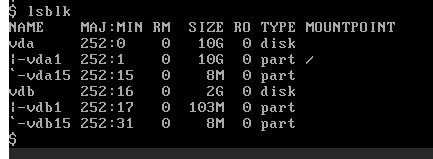 $ lsblk
NAME    MAJ:MIN RM  SIZE RO TYPE MOUNTPOINT
vda     252:0    0   10G  0 disk
|-vda1  252:1    0   10G  0 part /
`-vda15 252:15   0    8M  0 part
vdb     252:16   0    2G  0 disk
|-vdb1  252:17   0  103M  0 part
`-vdb15 252:31   0    8M  0 part
$